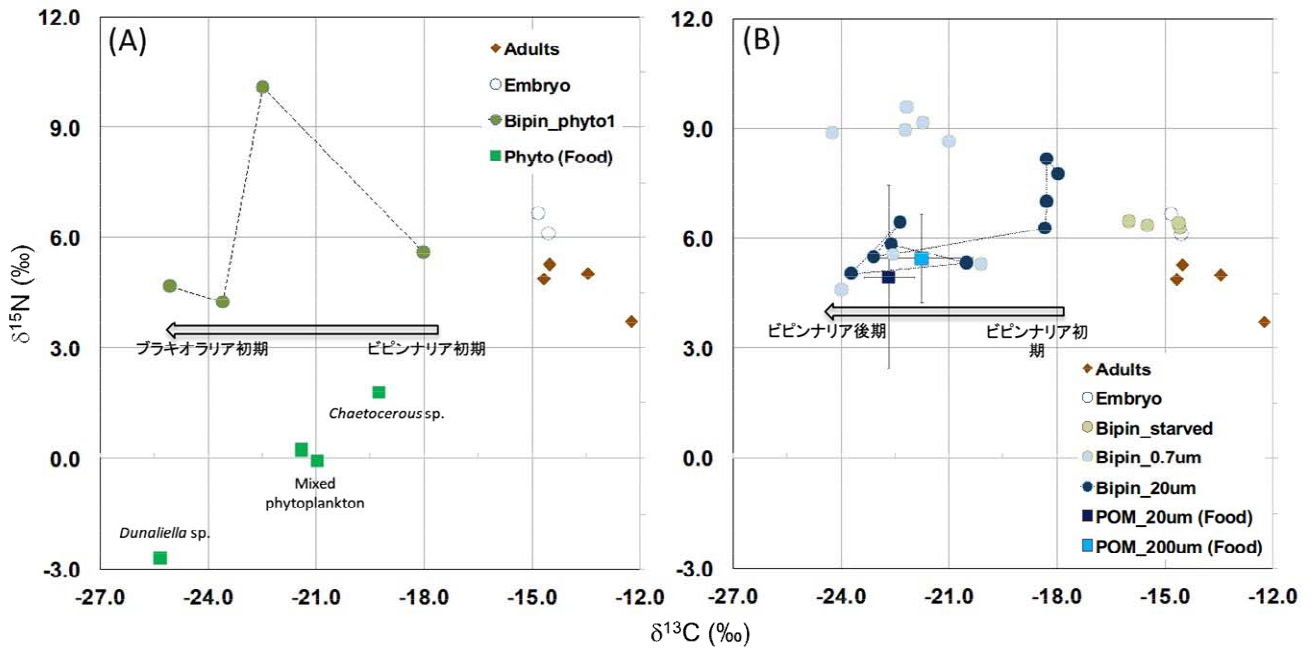 (A)
12.0
9.0
6.0
3.0
0.0
-3.0
δ15N (‰)
Adults
Embryo
Bipin_phyto1
Phyto (Food)
ブラキオラリア初期
ビピンナリア初期
Chaetocerous sp.
Mixed
phytoplankton
Dunaliella sp.
-27.0 -24.0 -21.0 -18.0 -15.0 -12.0
(B)
12.0
9.0
6.0
3.0
0.0
-3.0
ビピンナリア後期
ビピンナリア初
期
Adults
Embryo
Bipin_starved
Bipin_0.7um
Bipin_20um
POM_20um (Food)
POM_200um (Food)
-27.0 -24.0 -21.0 -18.0 -15.0 -12.0
δ13C (‰)